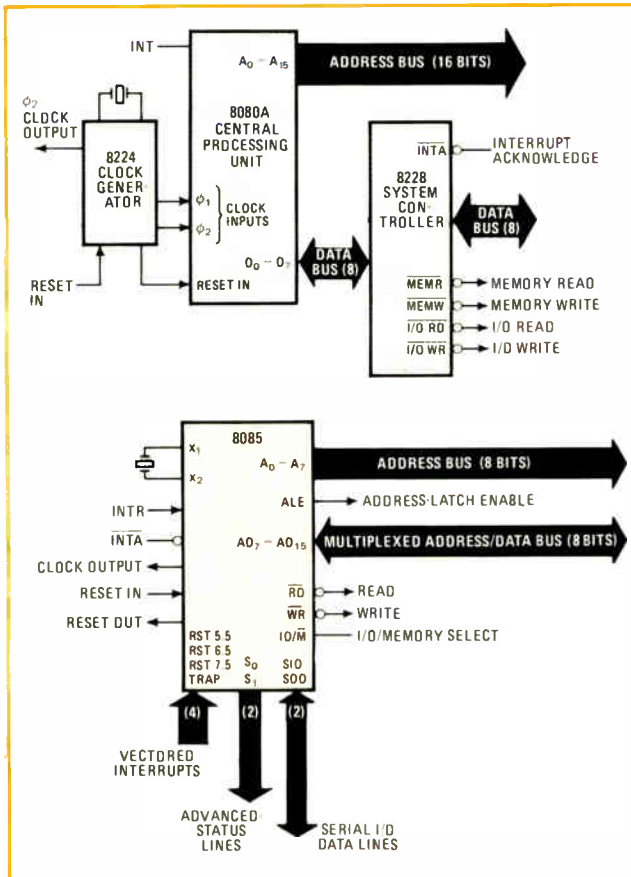 INT
A0 – A15
ADDRESS BUS (16 BITS)
ϕ2
CLOCK
OUTPUT
8080A
CENTRAL
PROCESSING
UNIT
8224
CLOCK
GENER-
ATOR
ϕ1
ϕ2
CLOCK
INPUTS
INTA
INTERRUPT
ACKNOWLEDGE
8228
SYSTEM
CON-
TROLLER
DATA
BUS (8)
D0 – D7
DATA
BUS (8)
RESET
IN
RESET IN
MEMR
MEMORY READ
MEMW
MEMORY WRITE
I/O RD
I/O READ
I/O WR
I/O WRITE
8085
X1
X2
A0 – A7
ADDRESS BUS (8 BITS)
ALE
ADDRESS-LATCH ENABLE
INTR
INTA
AD7 – AD15
MULTIPLEXED ADDRESS/DATA BUS (8 BITS)
CLOCK OUTPUT
RESET IN
RD
READ
WR
WRITE
RESET OUT
IO/M
I/O/MEMORY SELECT
RST 5.5
RST 6.5
RST 7.5
TRAP
S0
S1
SIO
SOO
(4)
(2)
(2)
VECTORED
INTERRUPTS
ADVANCED
STATUS
LINES
SERIAL I/O
DATA LINES